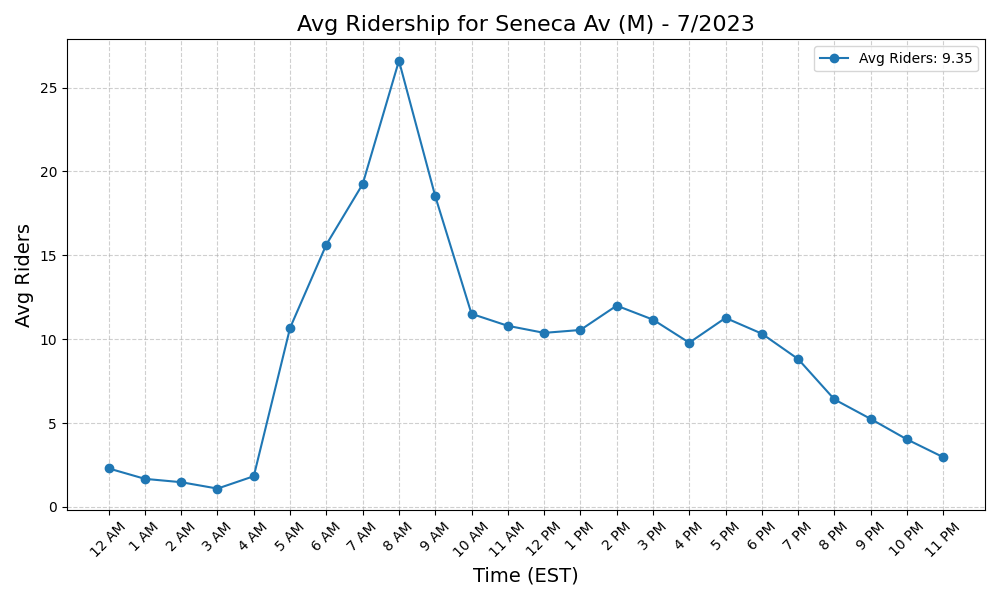 Avg Ridership for Seneca Av (M) - 7/2023
Avg Riders: 9.35
Avg Riders
25
20
15
10
5
0
12 AM
1 AM
2 AM
3 AM
4 AM
5 AM
6 AM
7 AM
8 AM
9 AM
10 AM
11 AM
12 PM
1 PM
2 PM
3 PM
4 PM
5 PM
6 PM
7 PM
8 PM
9 PM
10 PM
11 PM
Time (EST)